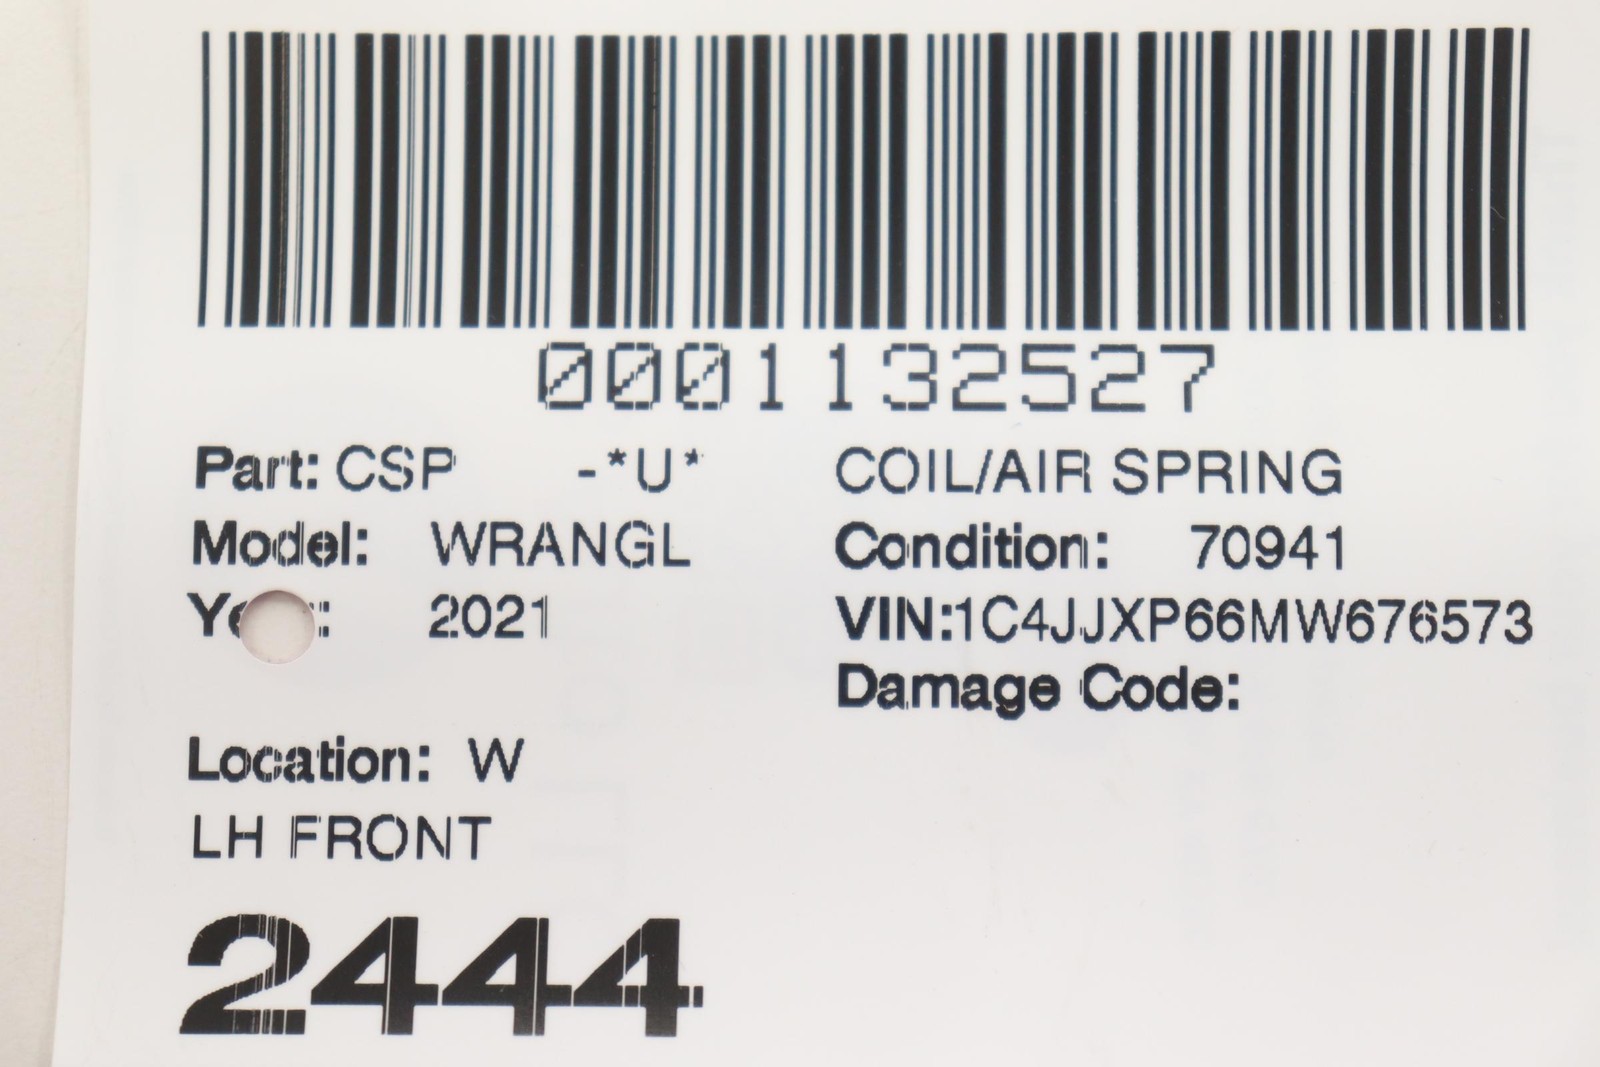 0001132527
Part: CSP -*U* COIL/AIR SPRING
Model: WRANGL Condition: 70941
2021 VIN:1C4JJXP66MW676573
Damage Code:
Location: W
LH FRONT
2444